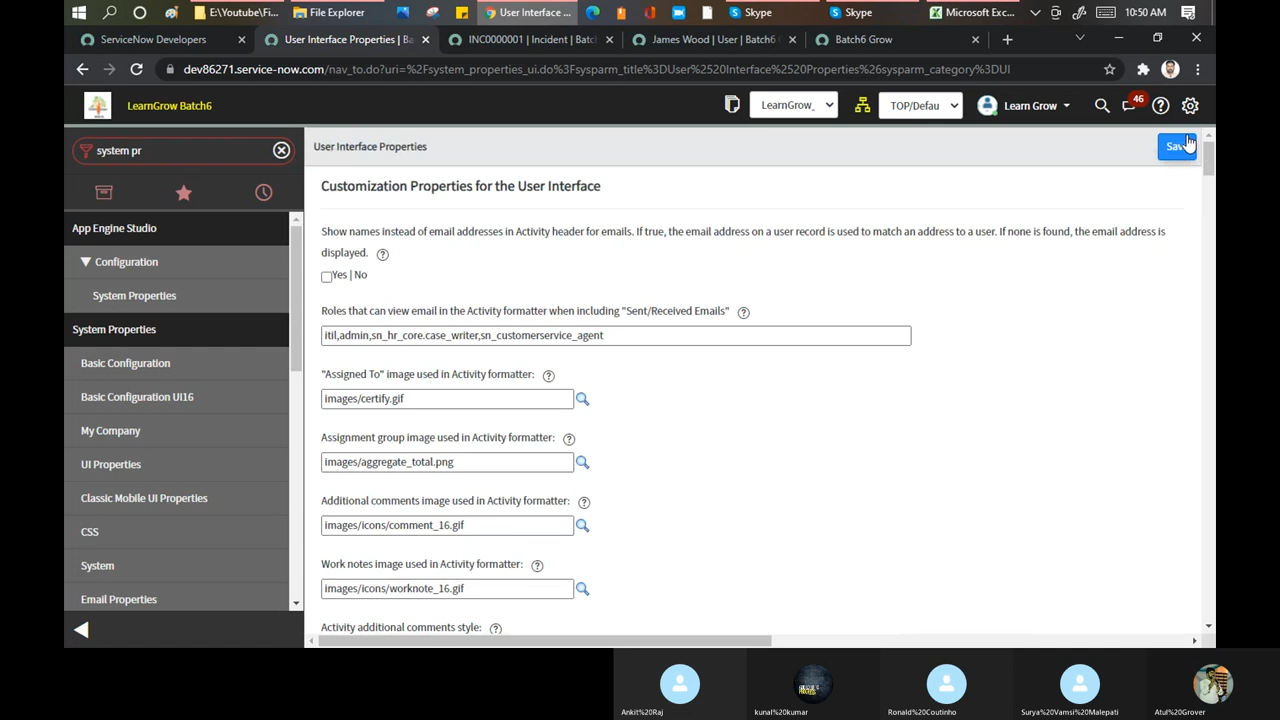 E:\Youtube\Fi...
File Explorer
User Interface ...
Skype
Skype
Microsoft Exc...
10:50 AM
ServiceNow Developers
User Interface Properties | Ba
INC0000001 | Incident | Batc
James Wood | User | Batch6
Batch6 Grow
dev86271.service-now.com/nav_to.do?uri=%2Fsystem_properties_ui.do%3Fsysparm_title%3DUser%2520Interface%2520Properties%26sysparm_category%3DUI
LearnGrow Batch6
LearnGrow_
TOP/Defau
Learn Grow
46
system pr
User Interface Properties
Sav
Customization Properties for the User Interface
App Engine Studio
Show names instead of email addresses in Activity header for emails. If true, the email address on a user record is used to match an address to a user. If none is found, the email address is
displayed.
Configuration
Yes | No
System Properties
Roles that can view email in the Activity formatter when including "Sent/Received Emails"
System Properties
itil,admin,sn_hr_core.case_writer,sn_customerservice_agent
Basic Configuration
"Assigned To" image used in Activity formatter:
Basic Configuration UI16
images/certify.gif
My Company
Assignment group image used in Activity formatter:
UI Properties
images/aggregate_total.png
Classic Mobile UI Properties
Additional comments image used in Activity formatter:
CSS
images/icons/comment_16.gif
System
Work notes image used in Activity formatter:
Email Properties
images/icons/worknote_16.gif
Activity additional comments style:
Ankit%20Raj
kunal%20kumar
Ronald%20Coutinho
Surya%20Vamsi%20Malepati
Atul%20Grover